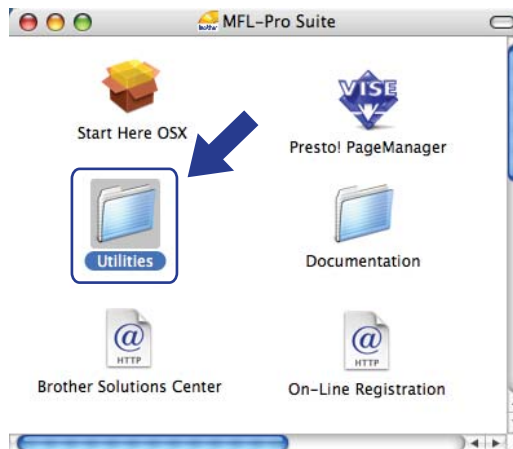 MFL-Pro Suite
Start Here OSX
VISE
Presto! PageManager
Utilities
Documentation
@
HTTP
@
HTTP
Brother Solutions Center
On-Line Registration